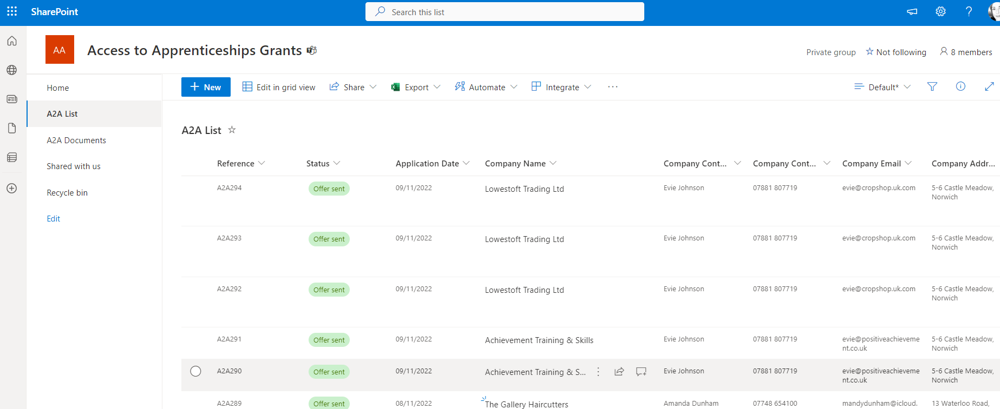 SharePoint
Search this list
AA
Access to Apprenticeships Grants
Private group
Not following
8 members
Home
A2A List
A2A Documents
Shared with us
Recycle bin
Edit
New
Edit in grid view
Share
Export
Automate
Integrate
Default*
A2A List
Reference Status Application Date Company Name Company Cont... Company Cont... Company Email Company Addr...
A2A294 Offer sent 09/11/2022 Lowestoft Trading Ltd Evie Johnson 07881 807719 evie@cropshop.uk.com 5-6 Castle Meadow,
Norwich
A2A293 Offer sent 09/11/2022 Lowestoft Trading Ltd Evie Johnson 07881 807719 evie@cropshop.uk.com 5-6 Castle Meadow,
Norwich
A2A292 Offer sent 09/11/2022 Lowestoft Trading Ltd Evie Johnson 07881 807719 evie@cropshop.uk.com 5-6 Castle Meadow,
Norwich
A2A291 Offer sent 09/11/2022 Achievement Training & Skills Evie Johnson 07881 807719 evie@positiveachieveme 5-6 Castle Meadow,
nt.co.uk Norwich
A2A290 Offer sent 09/11/2022 Achievement Training & S... Evie Johnson 07881 807719 evie@positiveachieveme 5-6 Castle Meadow,
nt.co.uk Norwich
A2A289 Offer sent 08/11/2022 The Gallery Haircutters Amanda Dunham 07748 654100 mandydunham@icloud. 13 Waterloo Road,